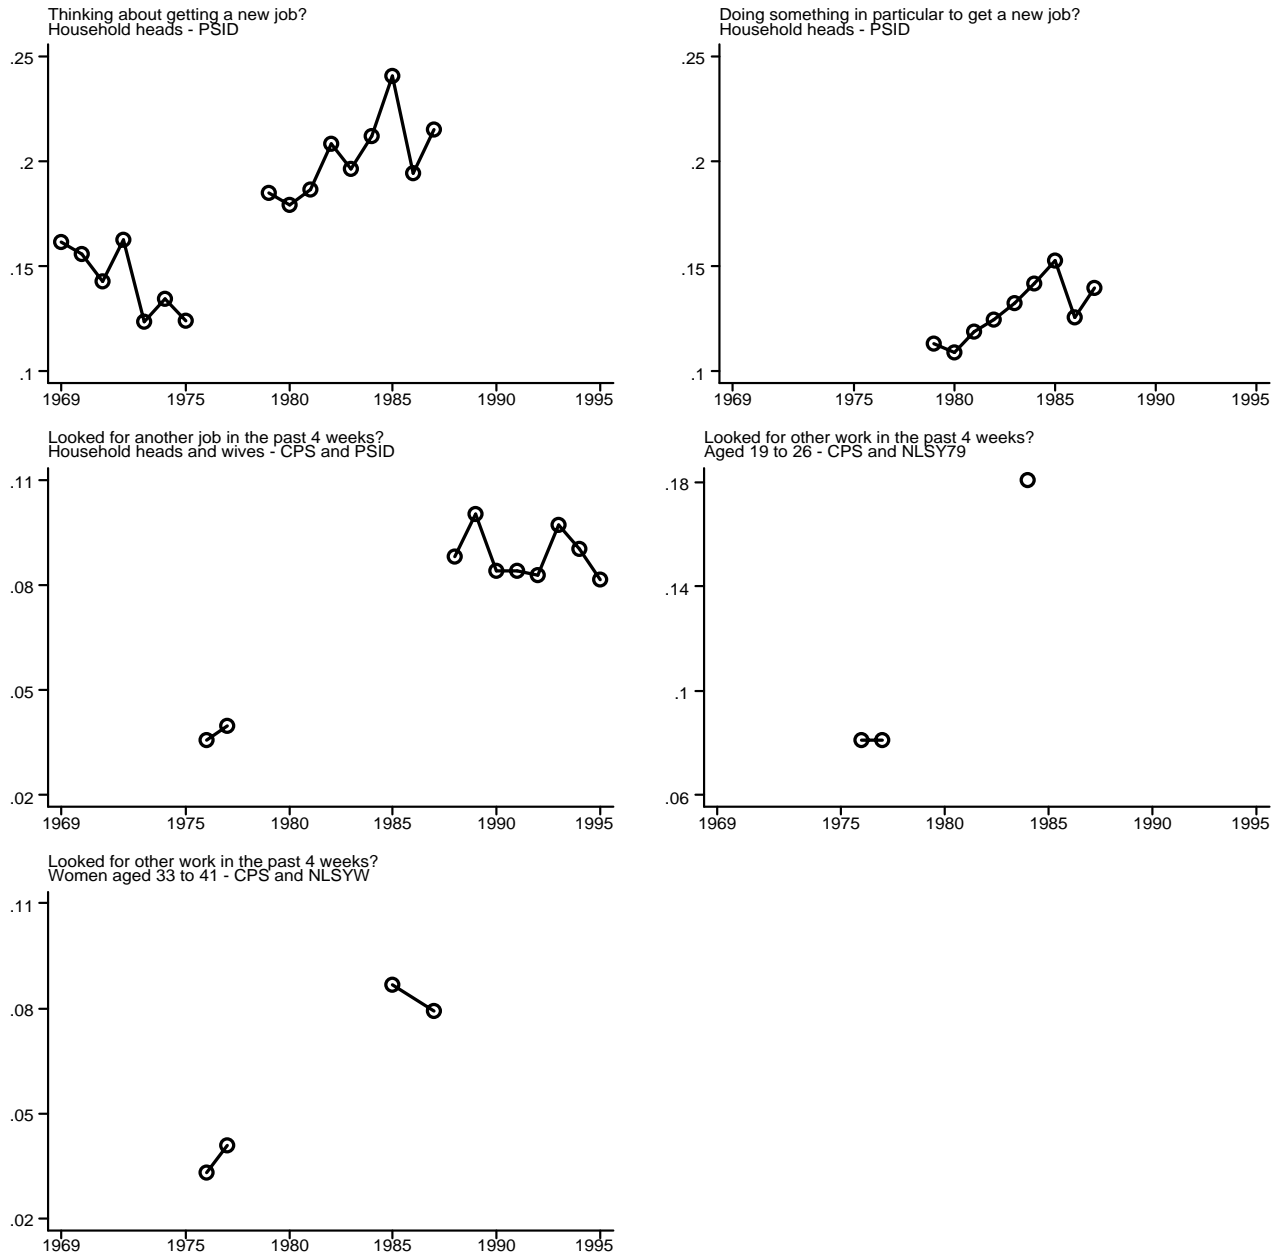 Thinking about getting a new job?
Household heads - PSID
.25
.2
.15
.1
1969 1975 1980 1985 1990 1995
Doing something in particular to get a new job?
Household heads - PSID
.25
.2
.15
.1
1969 1975 1980 1985 1990 1995
Looked for another job in the past 4 weeks?
Household heads and wives - CPS and PSID
.11
.08
.05
.02
1969 1975 1980 1985 1990 1995
Looked for other work in the past 4 weeks?
Aged 19 to 26 - CPS and NLSY79
.18
.14
.1
.06
1969 1975 1980 1985 1990 1995
Looked for other work in the past 4 weeks?
Women aged 33 to 41 - CPS and NLSYW
.11
.08
.05
.02
1969 1975 1980 1985 1990 1995